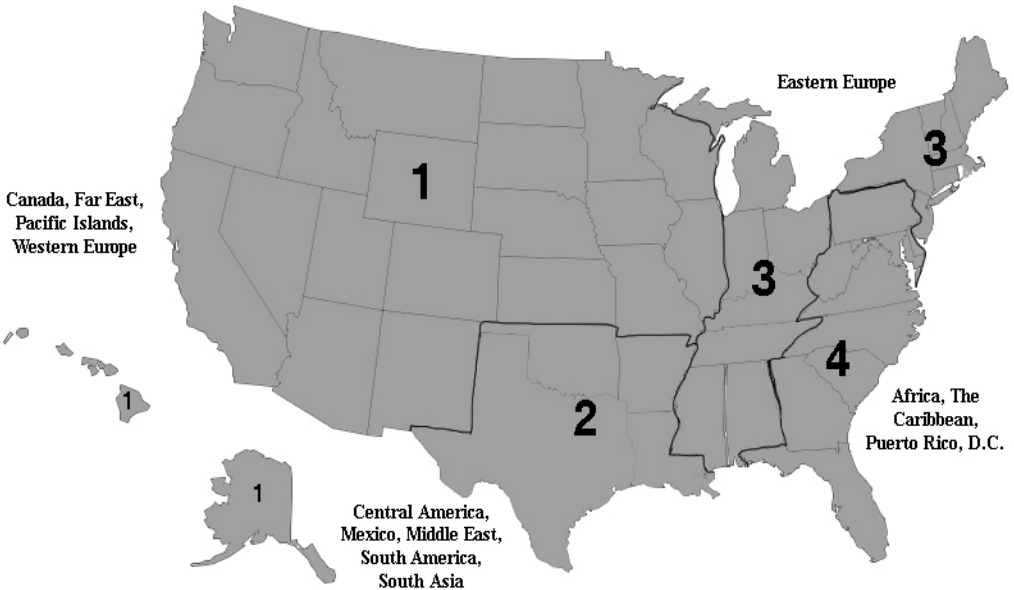 Eastern Europe
3
1
Canada, Far East,
Pacific Islands,
Western Europe
3
4
1
2
Africa, The
Caribbean,
Puerto Rico, D.C.
1
Central America,
Mexico, Middle East,
South America,
South Asia